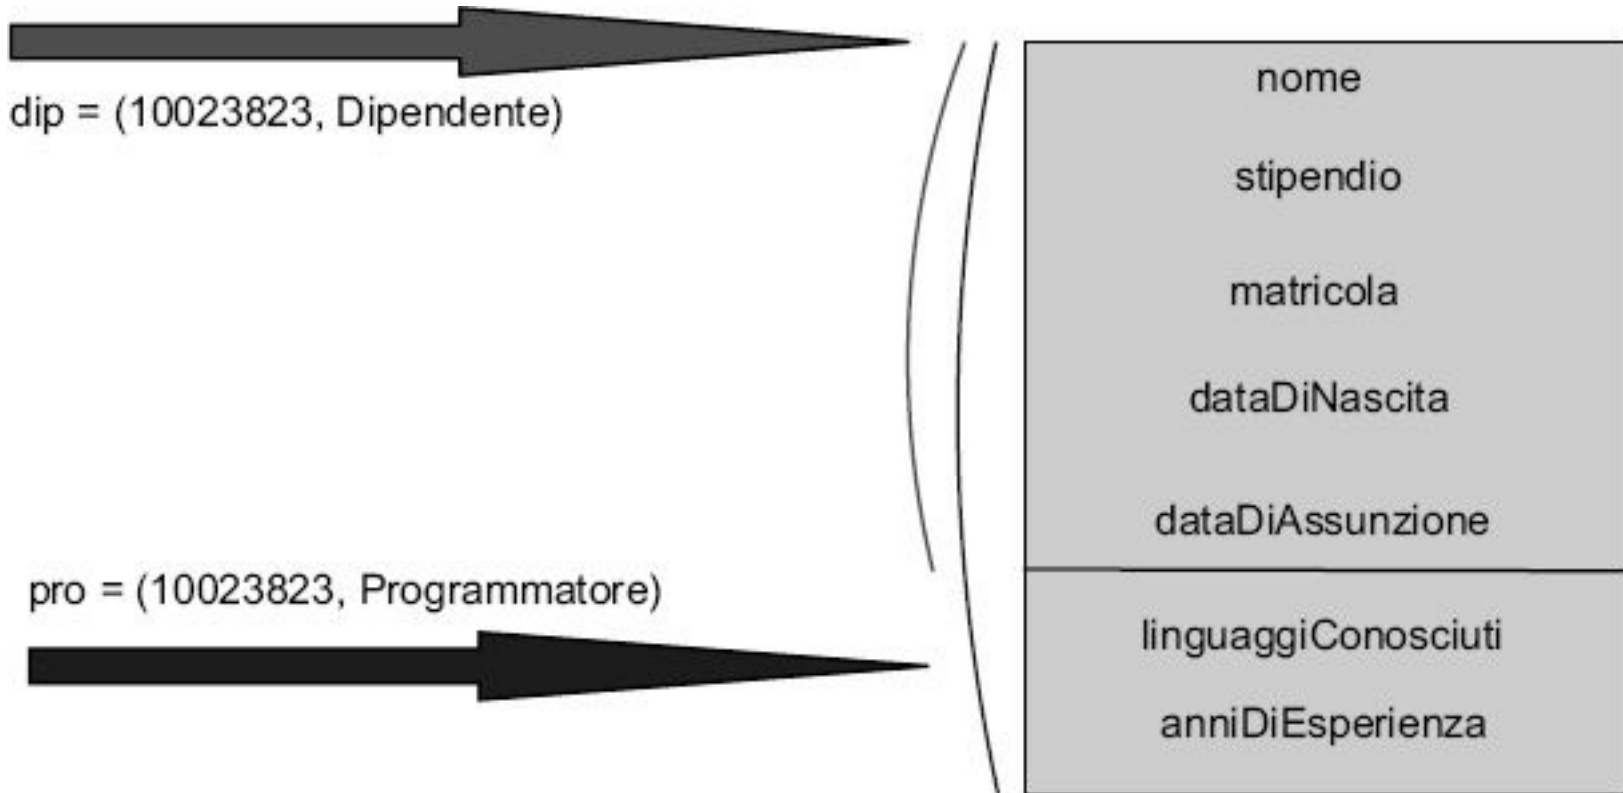 dip = (10023823, Dipendente)
nome
stipendio
matricola
dataDiNascita
dataDiAssunzione
pro = (10023823, Programmatore)
linguaggiConosciuti
anniDiEsperienza